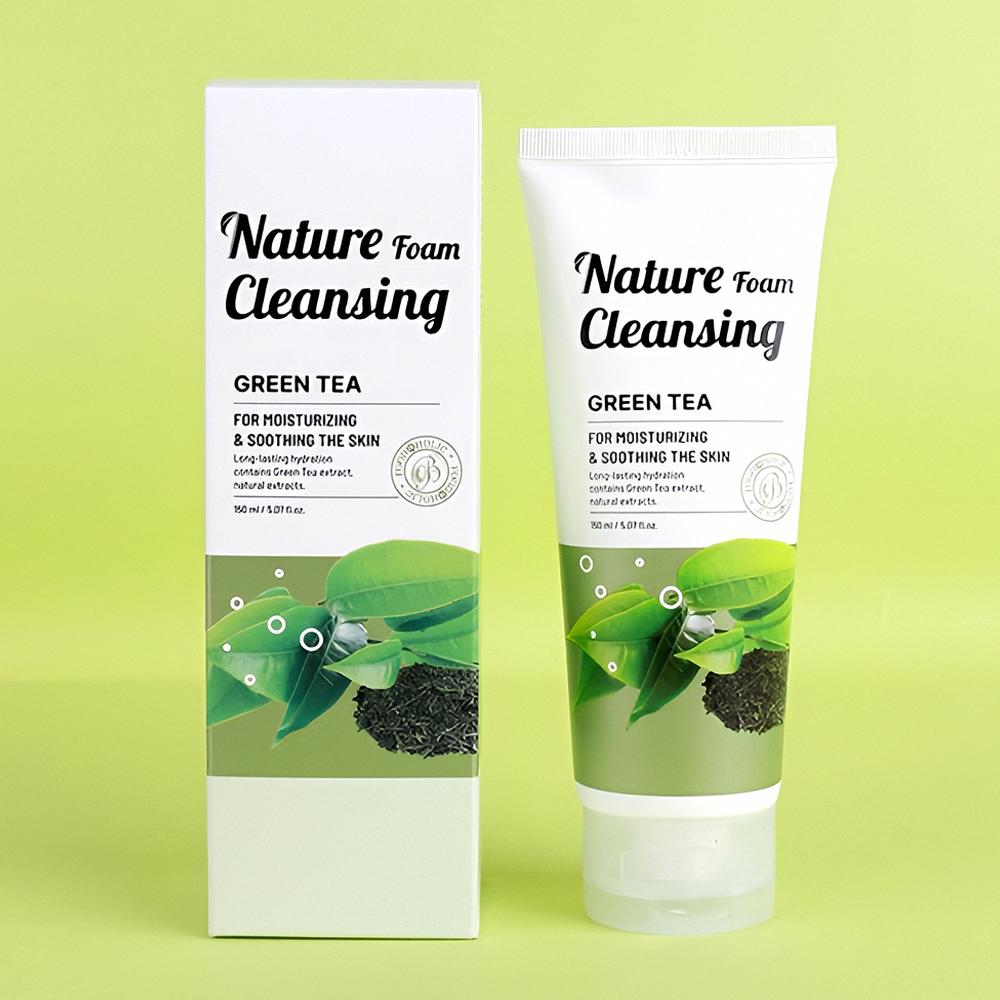 Nature Foam
Cleansing
GREEN TEA
FOR MOISTURIZING
& SOOTHING THE SKIN
Long-lasting hydration
contains Green Tea extract,
natural extracts.
150 ml / 5.07 fl.oz.
FOODAHOLIC FOODAHOLIC
Nature Foam
Cleansing
GREEN TEA
FOR MOISTURIZING
& SOOTHING THE SKIN
Long-lasting hydration
contains Green Tea extract,
natural extracts.
150 ml / 5.07 fl.oz.